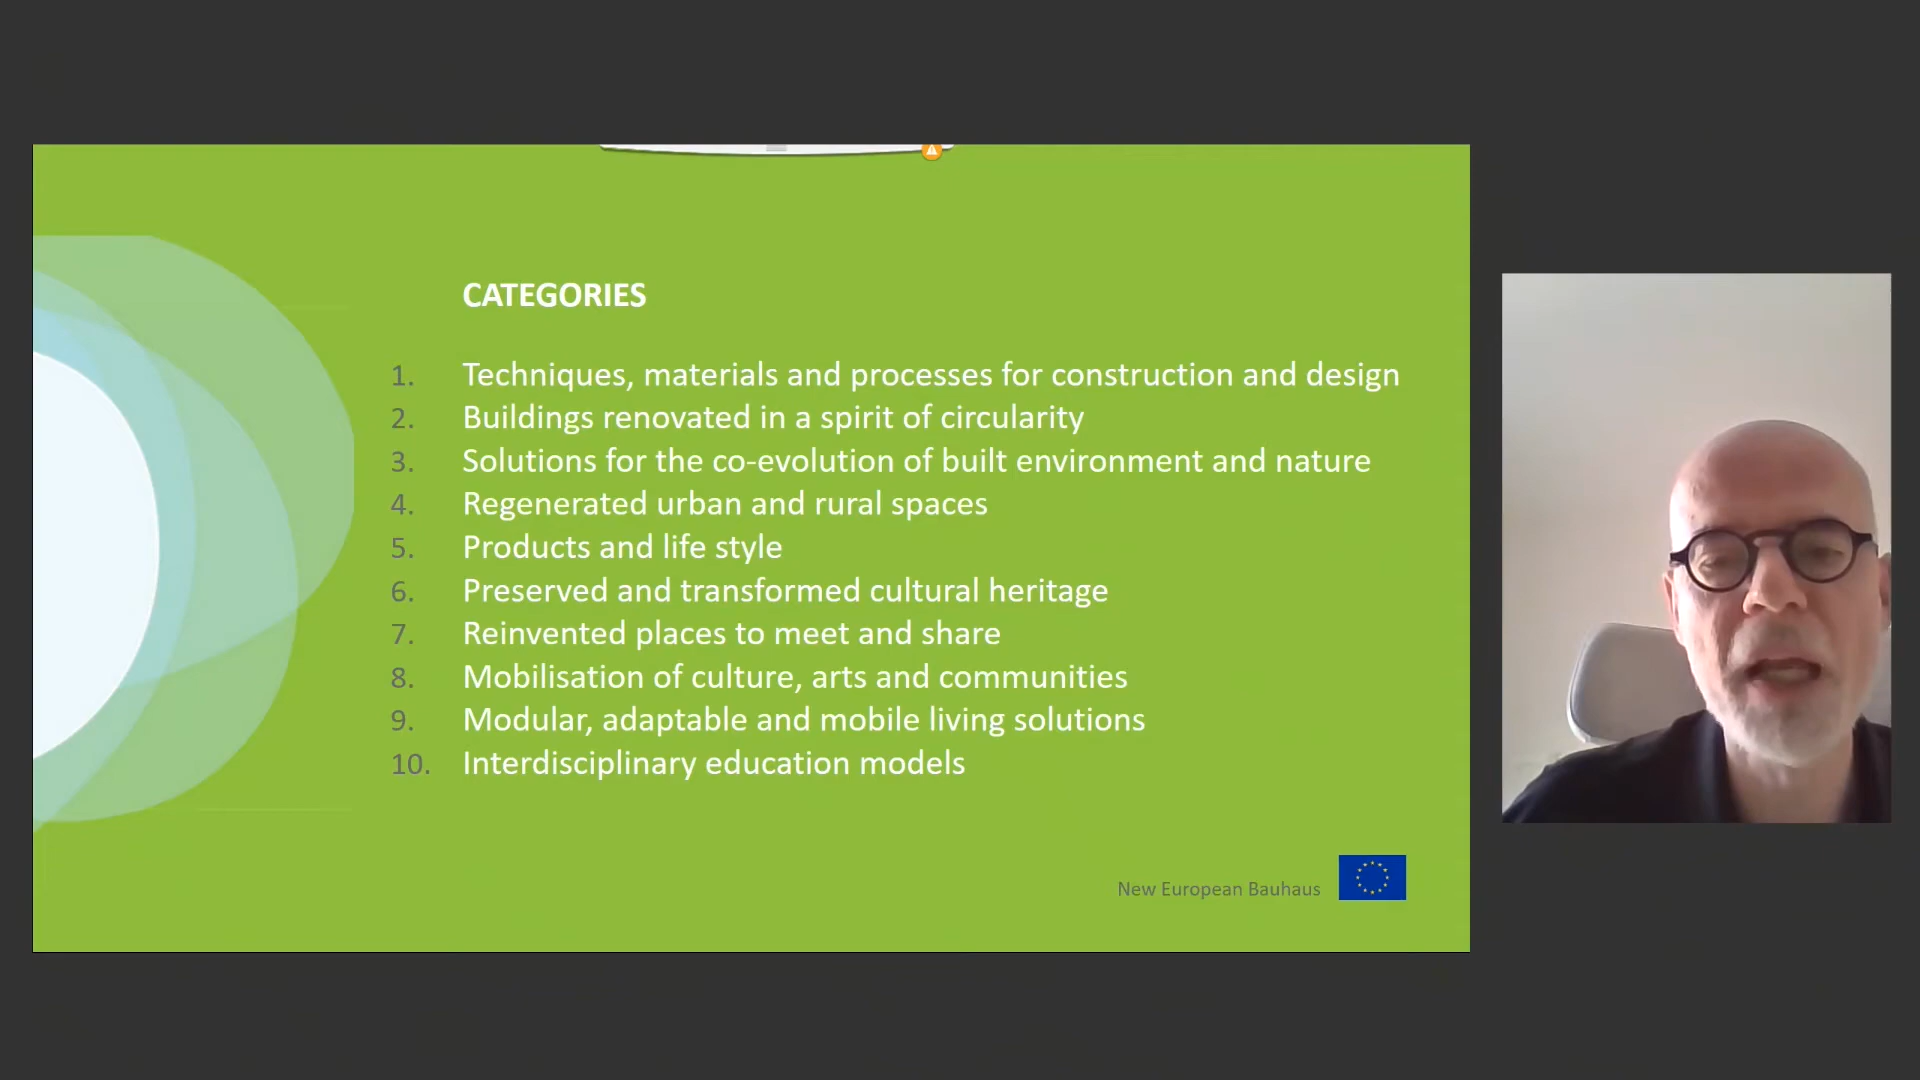 CATEGORIES
1. Techniques, materials and processes for construction and design
2. Buildings renovated in a spirit of circularity
3. Solutions for the co-evolution of built environment and nature
4. Regenerated urban and rural spaces
5. Products and life style
6. Preserved and transformed cultural heritage
7. Reinvented places to meet and share
8. Mobilisation of culture, arts and communities
9. Modular, adaptable and mobile living solutions
10. Interdisciplinary education models
New European Bauhaus